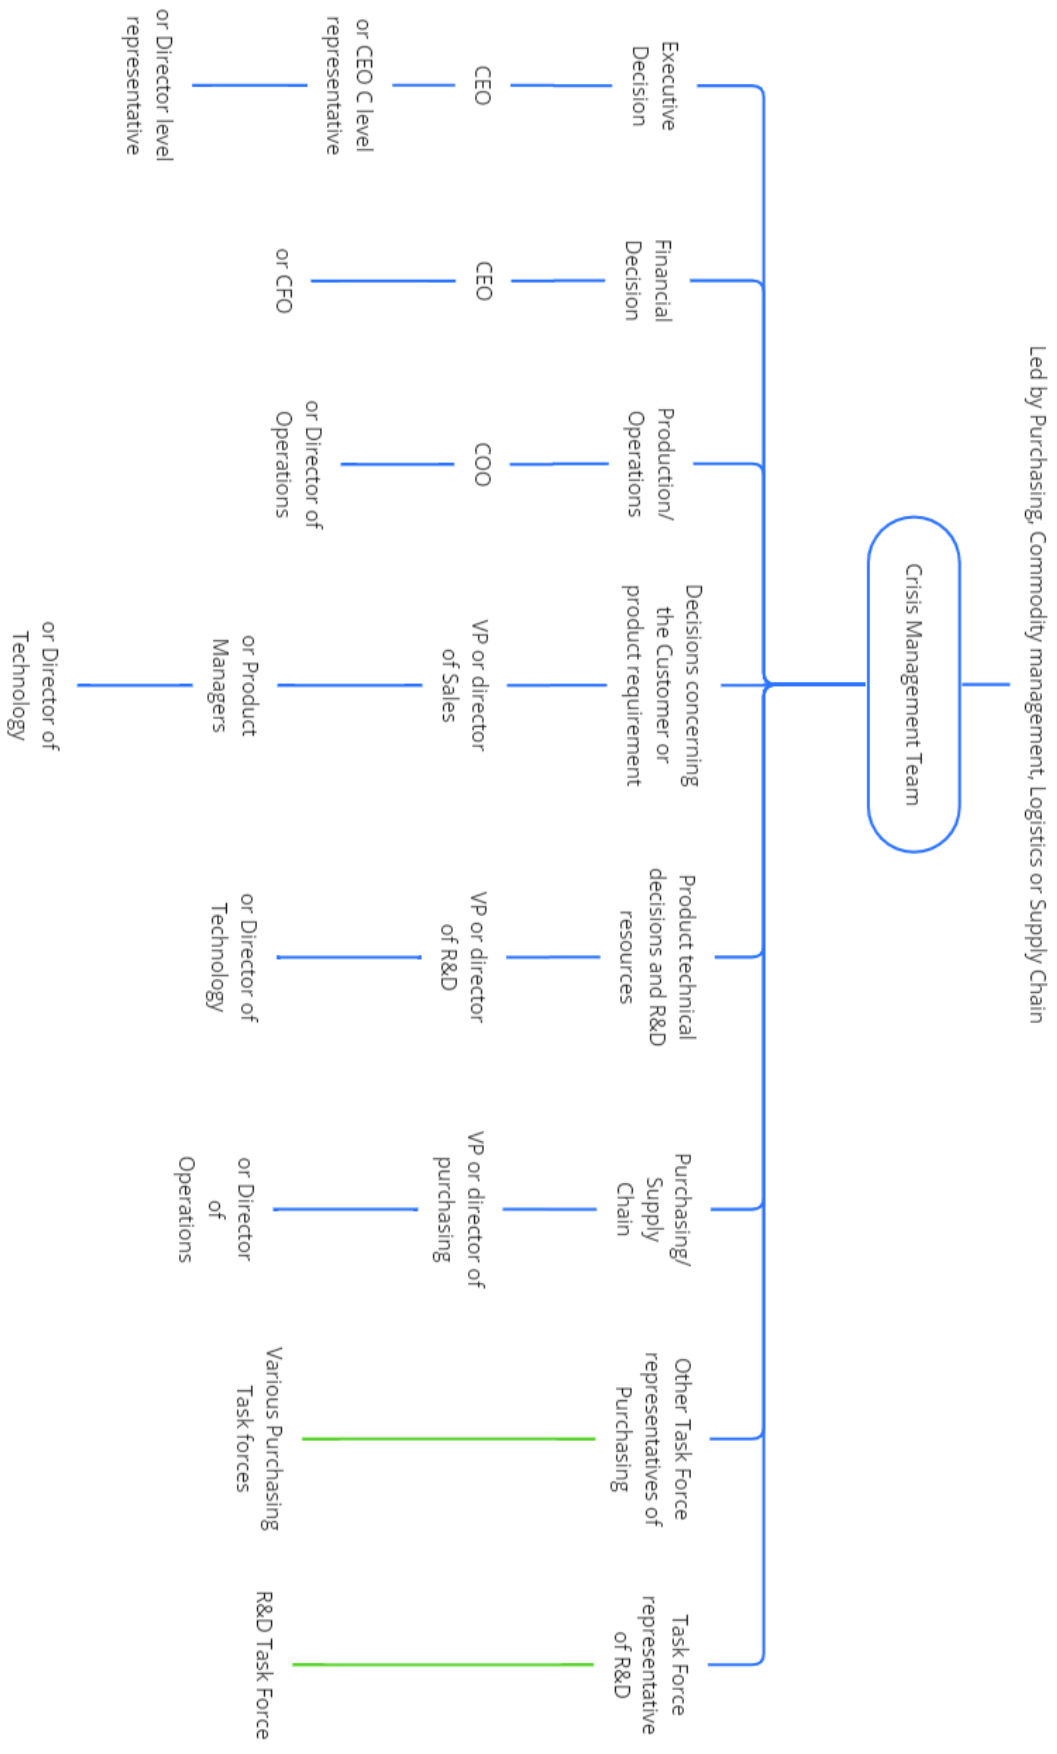 Led by Purchasing, Commodity management, Logistics or Supply Chain
Crisis Management Team
Executive
Decision
CEO
or CEO C level
representative
or Director level
representative
Financial
Decision
CEO
or CFO
Production/
Operations
COO
or Director of
Operations
Decisions concerning
the Customer or
product requirement
VP or director
of Sales
or Product
Managers
or Director of
Technology
Product technical
decisions and R&D
resources
VP or director
of R&D
or Director of
Technology
Purchasing/
Supply
Chain
VP or director of
purchasing
or Director
of
Operations
Other Task Force
representatives of
Purchasing
Various Purchasing
Task forces
Task Force
representative
of R&D
R&D Task Force